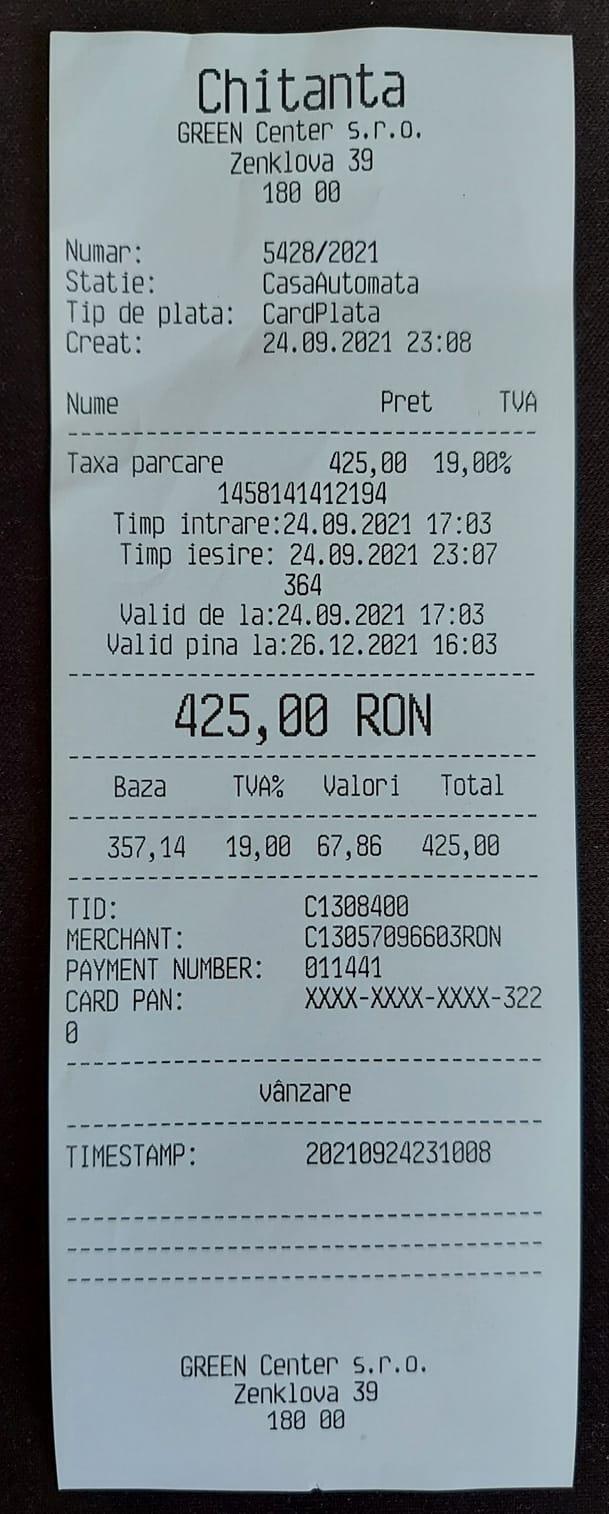 Chitanta
GREEN Center s.r.o.
Zenklova 39
180 00
Numar: 5428/2021
Statie: CasaAutomata
Tip de plata: CardPlata
Creat: 24.09.2021 23:08
Nume Pret TVA
Taxa parcare 425,00 19,00%
1458141412194
Timp intrare:24.09.2021 17:03
Timp iesire: 24.09.2021 23:07
364
Valid de la:24.09.2021 17:03
Valid pina la:26.12.2021 16:03
425,00 RON
Baza TVA% Valori Total
357,14 19,00 67,86 425,00
TID: C1308400
MERCHANT: C13057096603RON
PAYMENT NUMBER: 011441
CARD PAN: XXXX-XXXX-XXXX-322
0
vânzare
TIMESTAMP: 20210924231008
GREEN Center s.r.o.
Zenklova 39
180 00